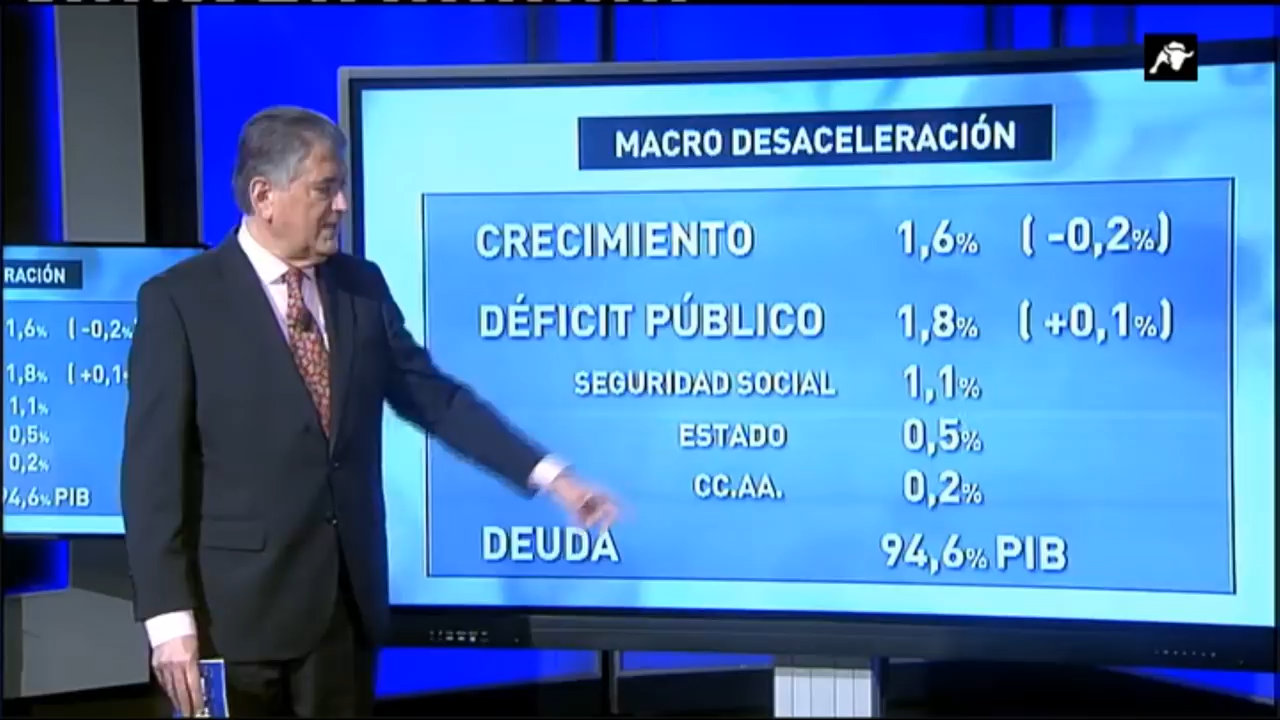 MACRO DESACELERACIÓN
CRECIMIENTO 1,6% ( -0,2%)
DÉFICIT PÚBLICO 1,8% ( +0,1%)
SEGURIDAD SOCIAL 1,1%
ESTADO 0,5%
CC.AA. 0,2%
DEUDA 94,6% PIB
RACIÓN
1,6% ( -0,2%
1,8% ( +0,1
1,1%
0,5%
0,2%
94,6% PIB